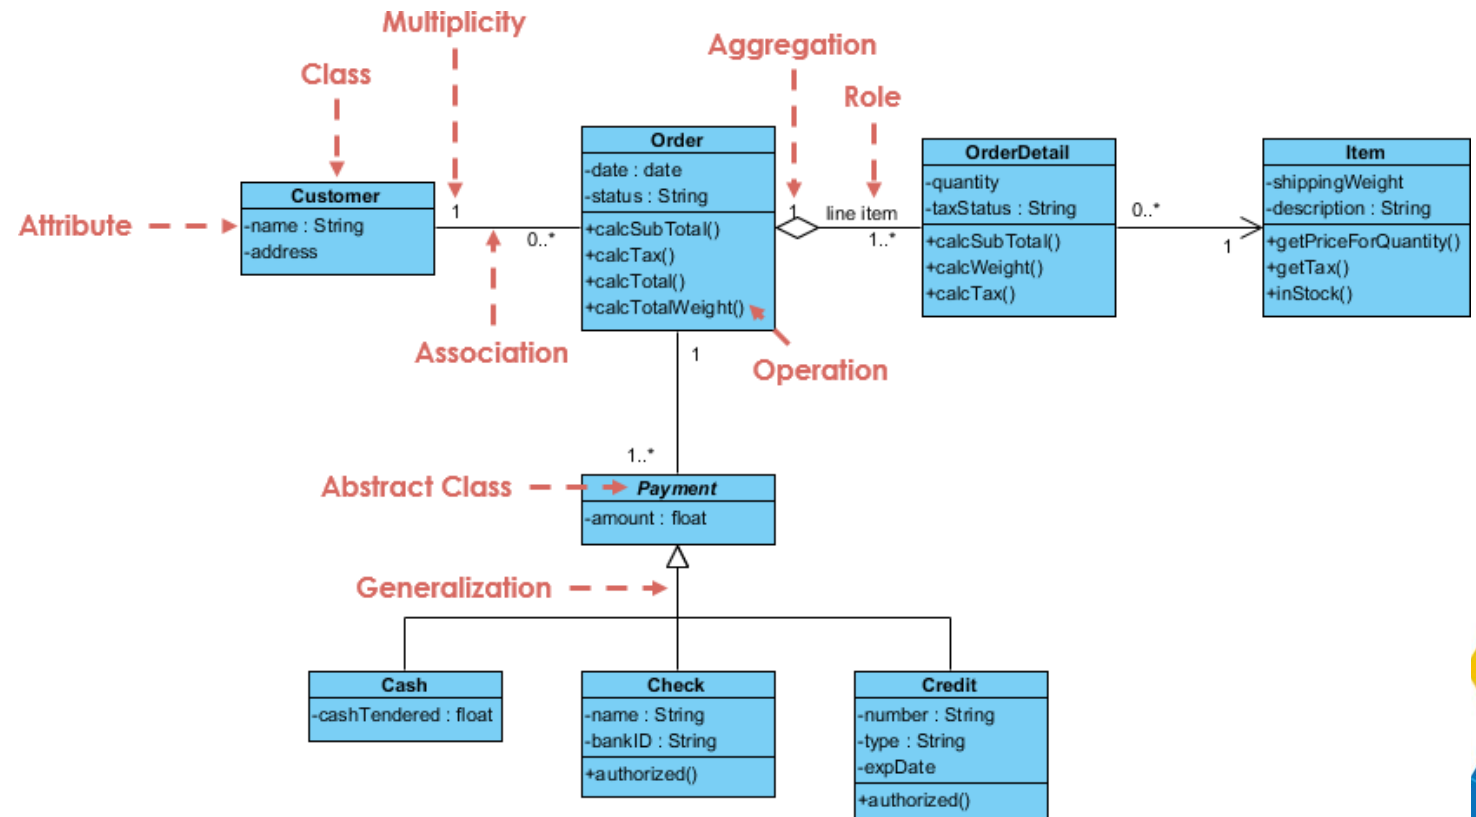 Multiplicity
Aggregation
Class
Role
Attribute
Customer
-name : String
-address
1
0..*
Association
Order
-date : date
-status : String
+calcSubTotal()
+calcTax()
+calcTotal()
+calcTotalWeight()
Operation
1
line item
1..*
OrderDetail
-quantity
-taxStatus : String
+calcSubTotal()
+calcWeight()
+calcTax()
0..*
1
Item
-shippingWeight
-description : String
+getPriceForQuantity()
+getTax()
+inStock()
1
1..*
Abstract Class
Payment
-amount : float
Generalization
Cash
-cashTendered : float
Check
-name : String
-bankID : String
+authorized()
Credit
-number : String
-type : String
-expDate
+authorized()